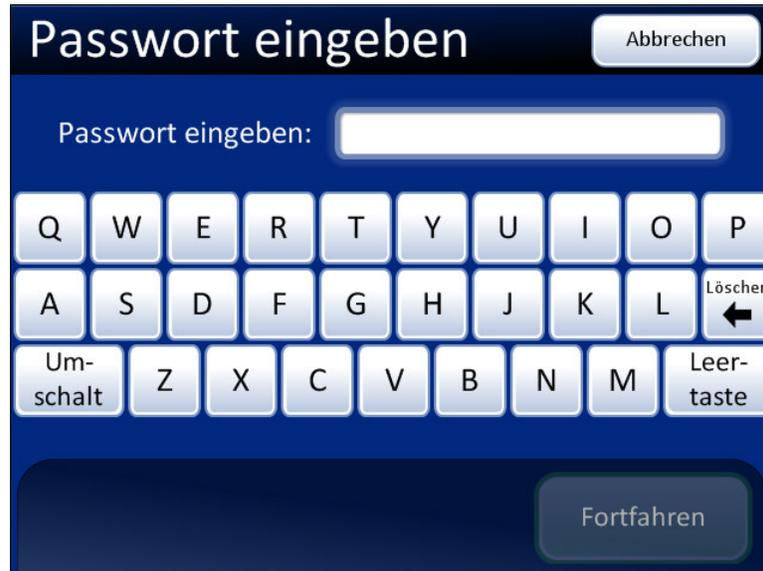 Passwort eingeben
Abbrechen
Passwort eingeben:
Q W E R T Y U I O P
A S D F G H J K L Löschen
Um-
schalt Z X C V B N M Leer-
taste
Fortfahren